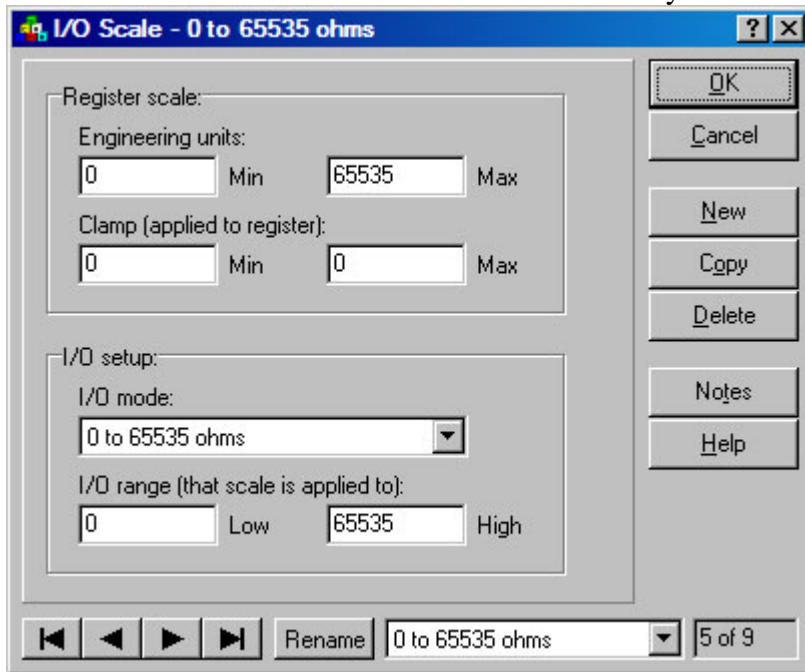 I/O Scale - 0 to 65535 ohms
Register scale:
Engineering units:
0 Min 65535 Max
Clamp (applied to register):
0 Min 0 Max
I/O setup:
I/O mode:
0 to 65535 ohms
I/O range (that scale is applied to):
0 Low 65535 High
OK
Cancel
New
Copy
Delete
Notes
Help
Rename 0 to 65535 ohms 5 of 9